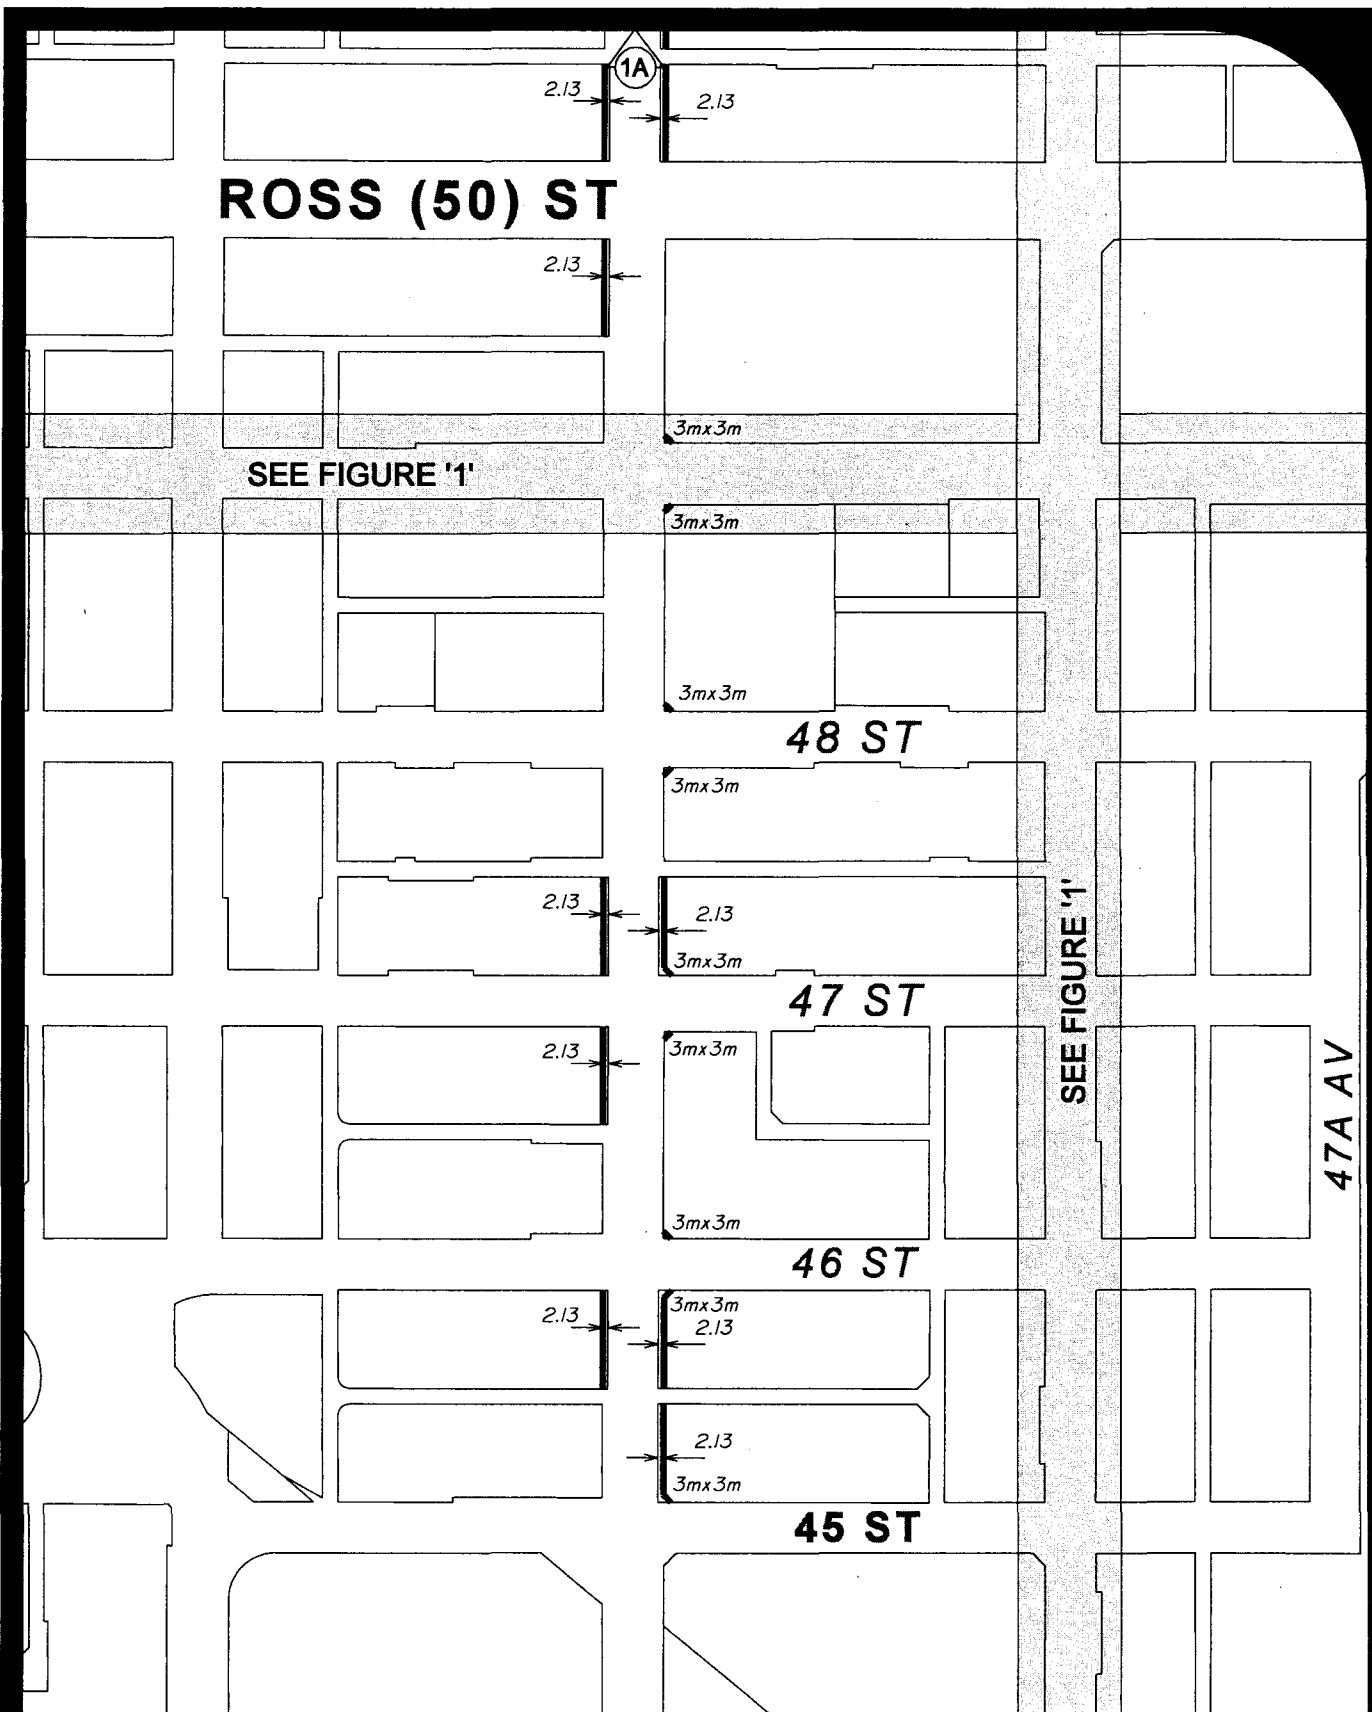 1A
2.13
2.13
ROSS (50) ST
2.13
3mx3m
SEE FIGURE '1'
3mx3m
3mx3m
48 ST
3mx3m
2.13
2.13
3mx3m
47 ST
SEE FIGURE '1'
2.13
3mx3m
47A AV
3mx3m
46 ST
3mx3m
2.13
2.13
2.13
3mx3m
45 ST